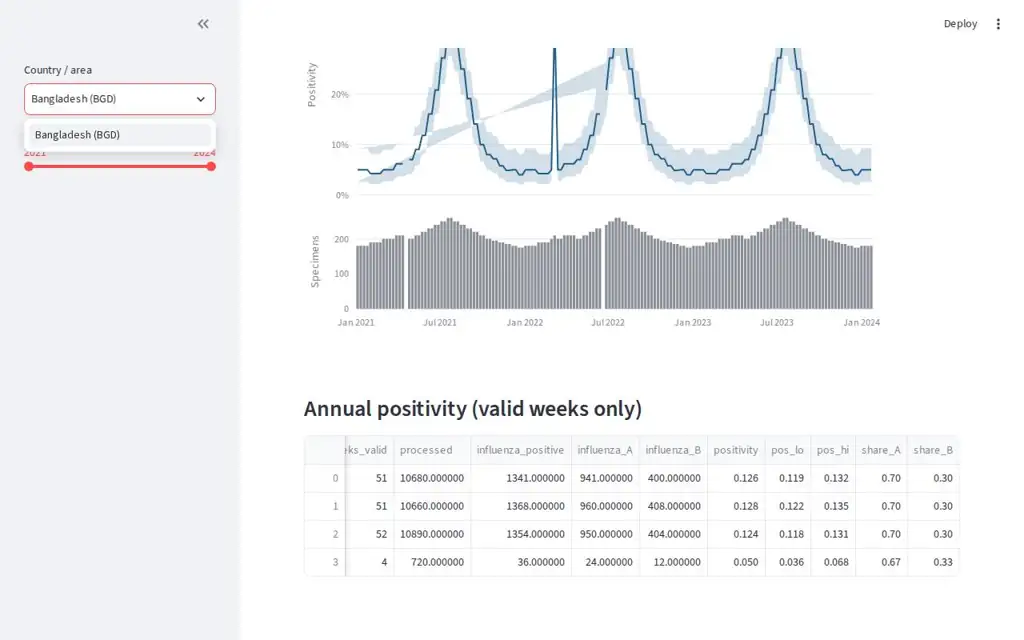 Deploy
Country / area
Bangladesh (BGD)
Bangladesh (BGD)
2021 2024
Positivity
20%
10%
0%
Specimens
200
100
0
Jan 2021 Jul 2021 Jan 2022 Jul 2022 Jan 2023 Jul 2023 Jan 2024
Annual positivity (valid weeks only)
eks_valid processed influenza_positive influenza_A influenza_B positivity pos_lo pos_hi share_A share_B
0 51 10680.000000 1341.000000 941.000000 400.000000 0.126 0.119 0.132 0.70 0.30
1 51 10660.000000 1368.000000 960.000000 408.000000 0.128 0.122 0.135 0.70 0.30
2 52 10890.000000 1354.000000 950.000000 404.000000 0.124 0.118 0.131 0.70 0.30
3 4 720.000000 36.000000 24.000000 12.000000 0.050 0.036 0.068 0.67 0.33